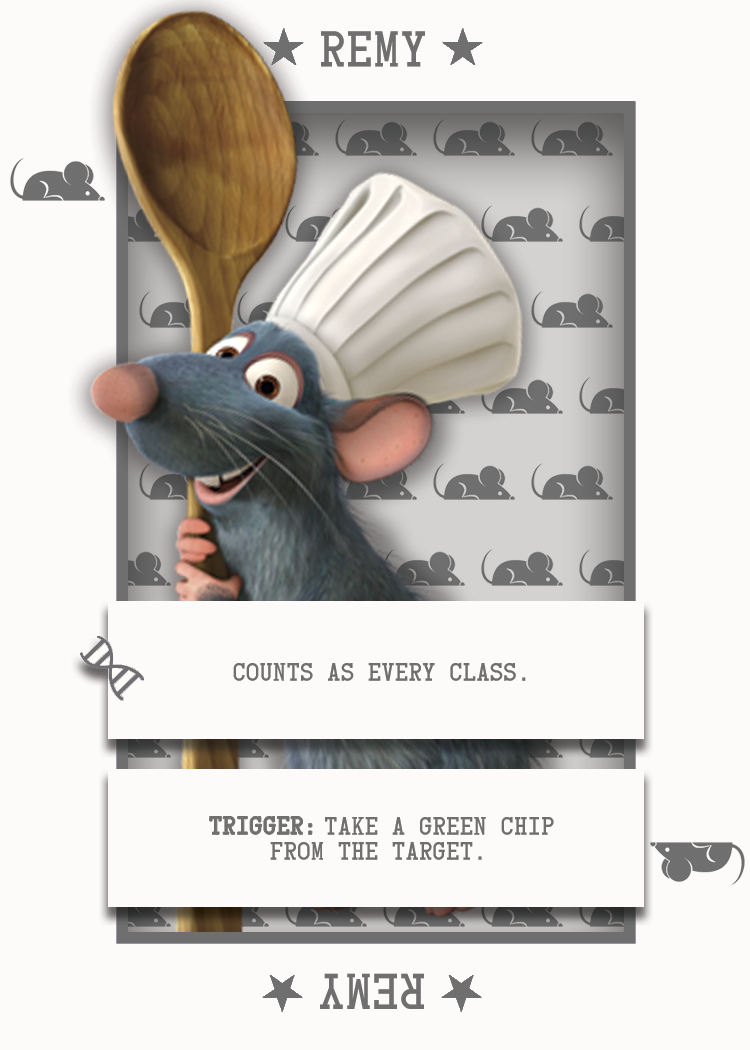 ★ REMY ★
COUNTS AS EVERY CLASS.
TRIGGER: TAKE A GREEN CHIP
FROM THE TARGET.
★ REMY ★